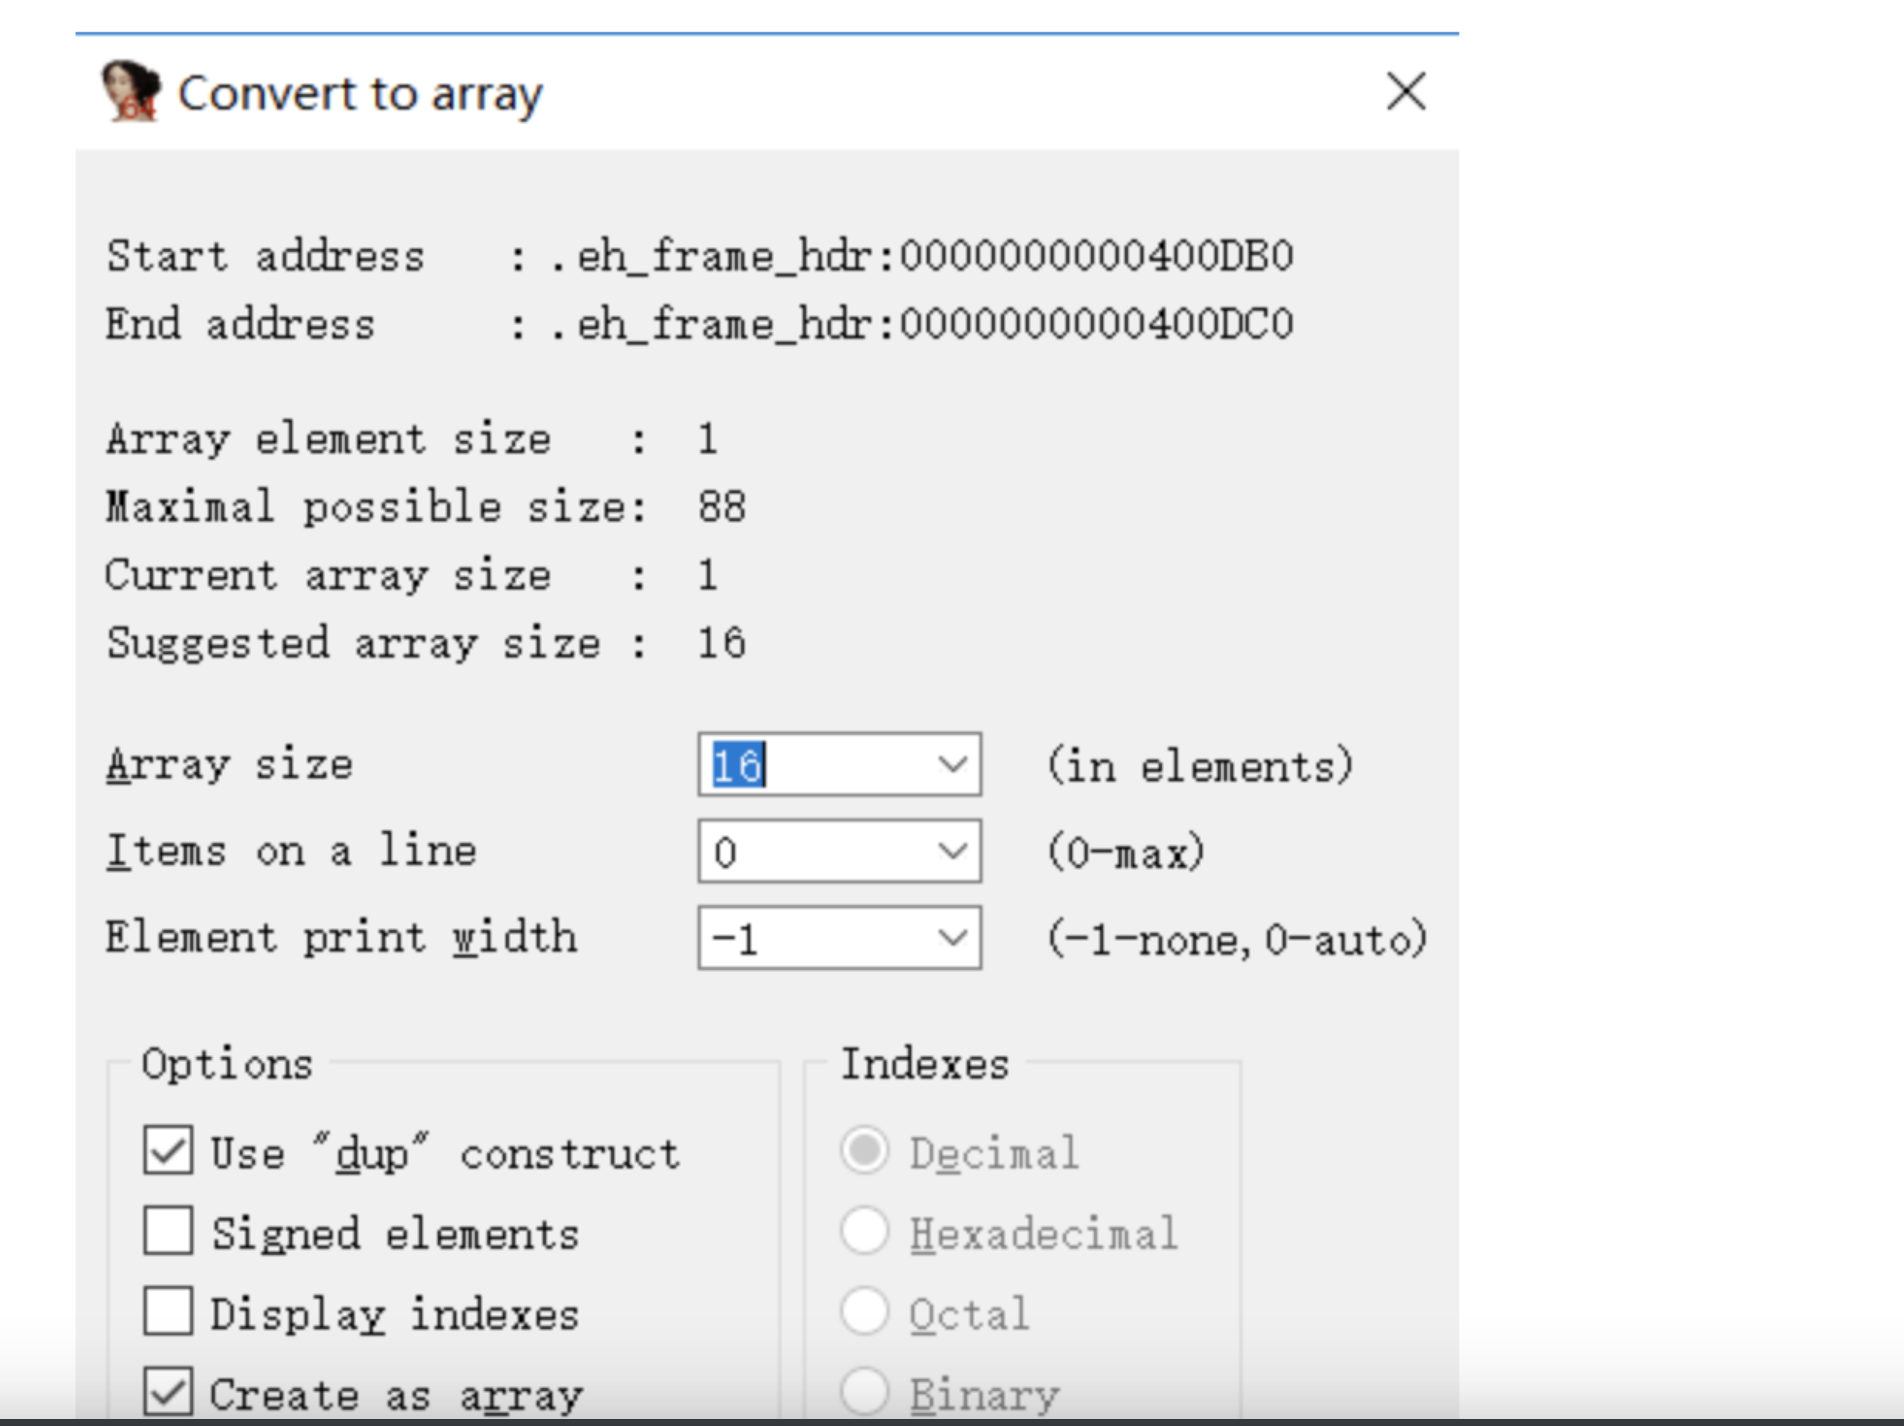 Convert to array
Start address : .eh_frame_hdr:0000000000400DB0
End address : .eh_frame_hdr:0000000000400DC0
Array element size : 1
Maximal possible size: 88
Current array size : 1
Suggested array size : 16
Array size 16 (in elements)
Items on a line 0 (0-max)
Element print width -1 (-1-none, 0-auto)
Options Indexes
Use "dup" construct Decimal
Signed elements Hexadecimal
Display indexes Octal
Create as array Binary